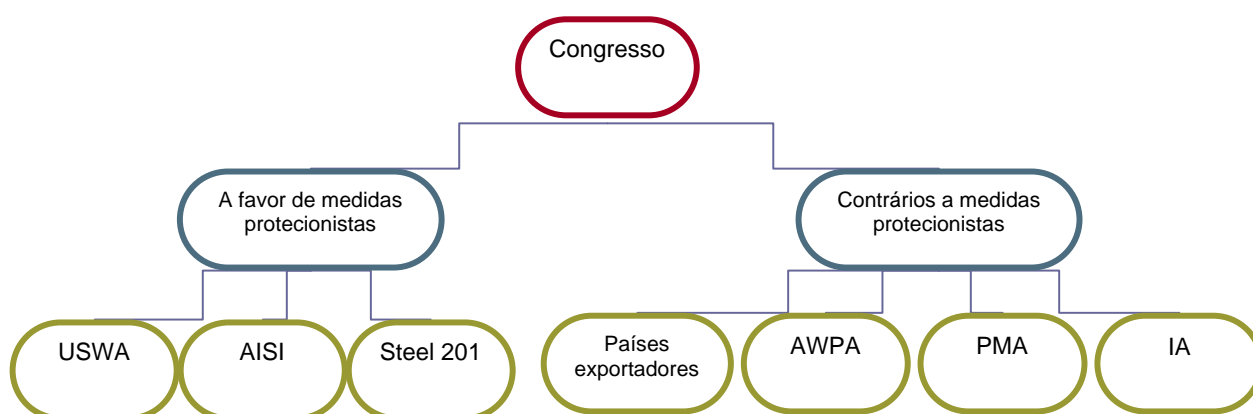 Congresso
A favor de medidas
protecionistas
Contrários a medidas
protecionistas
USWA
AISI
Steel 201
Países
exportadores
AWPA
PMA
IA